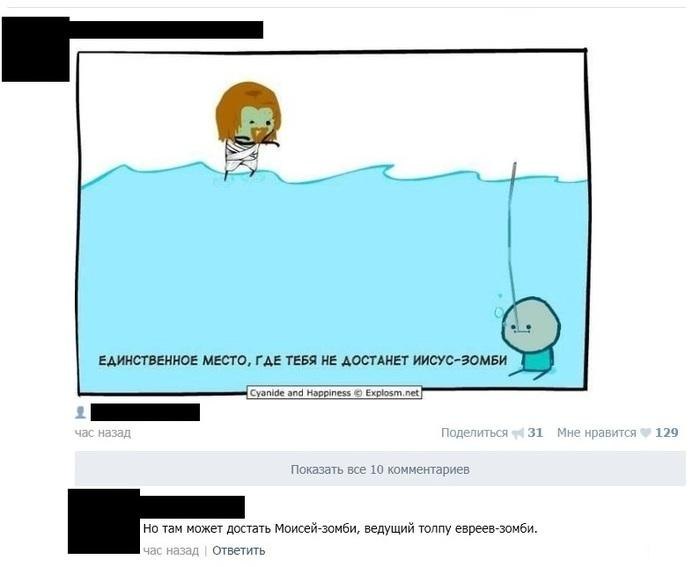 ЕДИНСТВЕННОЕ МЕСТО, ГДЕ ТЕБЯ НЕ ДОСТАНЕТ ИИСУС-ЗОМБИ
Cyanide and Happiness © Explosm.net
час назад
Поделиться 31 Мне нравится 129
Показать все 10 комментариев
Но там может достать Моисей-зомби, ведущий толпу евреев-зомби.
час назад | Ответить